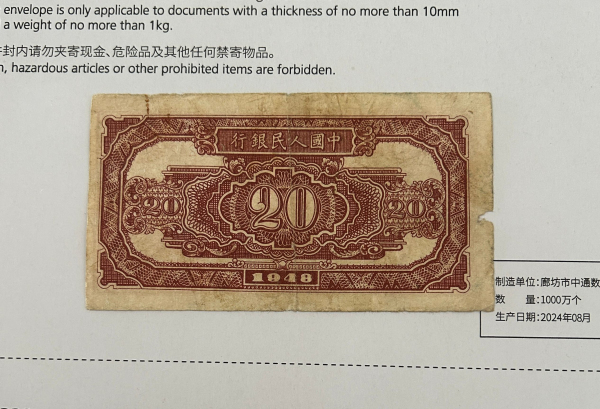 envelope is only applicable to documents with a thickness of no more than 10mm
a weight of no more than 1kg.
封内请勿夹寄现金、危险品及其他任何禁寄物品。
, hazardous articles or other prohibited items are forbidden.
行銀民人國中
20 20 20
1948
制造单位:廊坊市中通数
数 量:1000万个
生产日期:2024年08月